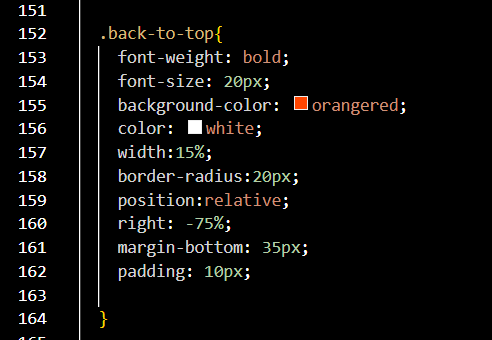 151
152 .back-to-top{
153 font-weight: bold;
154 font-size: 20px;
155 background-color: orangered;
156 color: white;
157 width:15%;
158 border-radius:20px;
159 position:relative;
160 right: -75%;
161 margin-bottom: 35px;
162 padding: 10px;
163
164 }